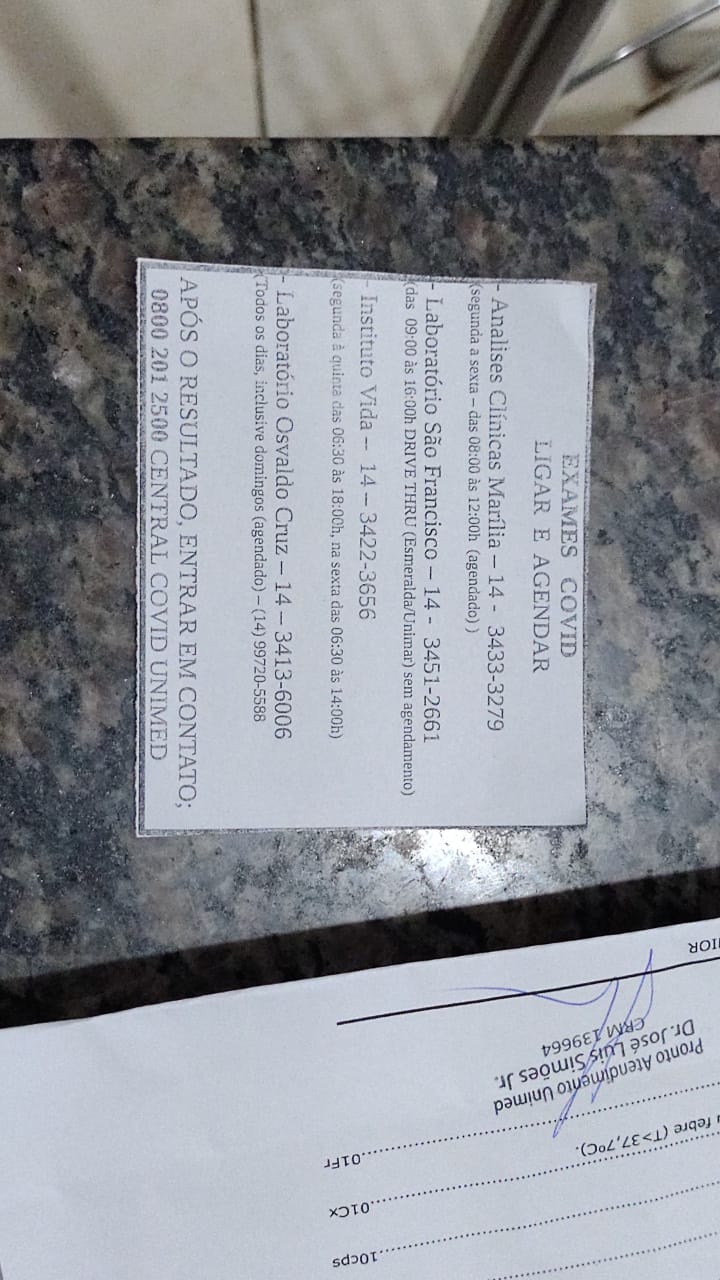 EXAMES COVID
LIGAR E AGENDAR
- Analises Clínicas Marília – 14 - 3433-3279
(segunda a sexta – das 08:00 às 12:00h (agendado) )
- Laboratório São Francisco – 14 - 3451-2661
(das 09:00 às 16:00h DRIVE THRU (Esmeralda/Unimar) sem agendamento)
- Instituto Vida – 14 – 3422-3656
(segunda à quinta das 06:30 às 18:00h, na sexta das 06:30 às 14:00h)
- Laboratório Osvaldo Cruz – 14 – 3413-6006
(Todos os dias, inclusive domingos (agendado) – (14) 99720-5588
APÓS O RESULTADO, ENTRAR EM CONTATO;
0800 201 2500 CENTRAL COVID UNIMED
10cps
01Cx
febre (T>37,7ºC).
01Fr
Pronto Atendimento Unimed
Dr. José Luis Simões Jr.
CRM 139664
IOR